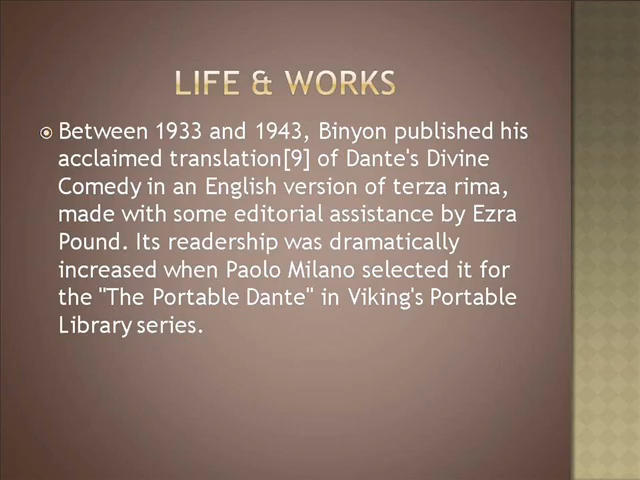 LIFE & WORKS
Between 1933 and 1943, Binyon published his
acclaimed translation[9] of Dante's Divine
Comedy in an English version of terza rima,
made with some editorial assistance by Ezra
Pound. Its readership was dramatically
increased when Paolo Milano selected it for
the "The Portable Dante" in Viking's Portable
Library series.